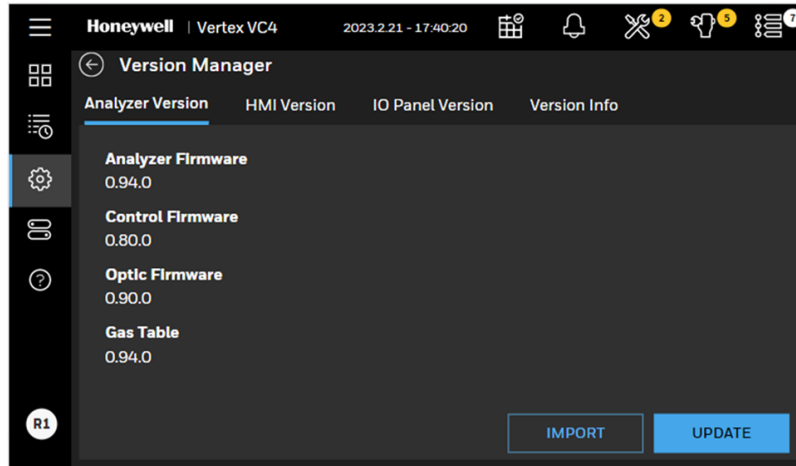 Honeywell | Vertex VC4 2023.2.21 - 17:40:20 2 5 7
Version Manager
Analyzer Version HMI Version IO Panel Version Version Info
Analyzer Firmware
0.94.0
Control Firmware
0.80.0
Optic Firmware
0.90.0
Gas Table
0.94.0
R1 IMPORT UPDATE